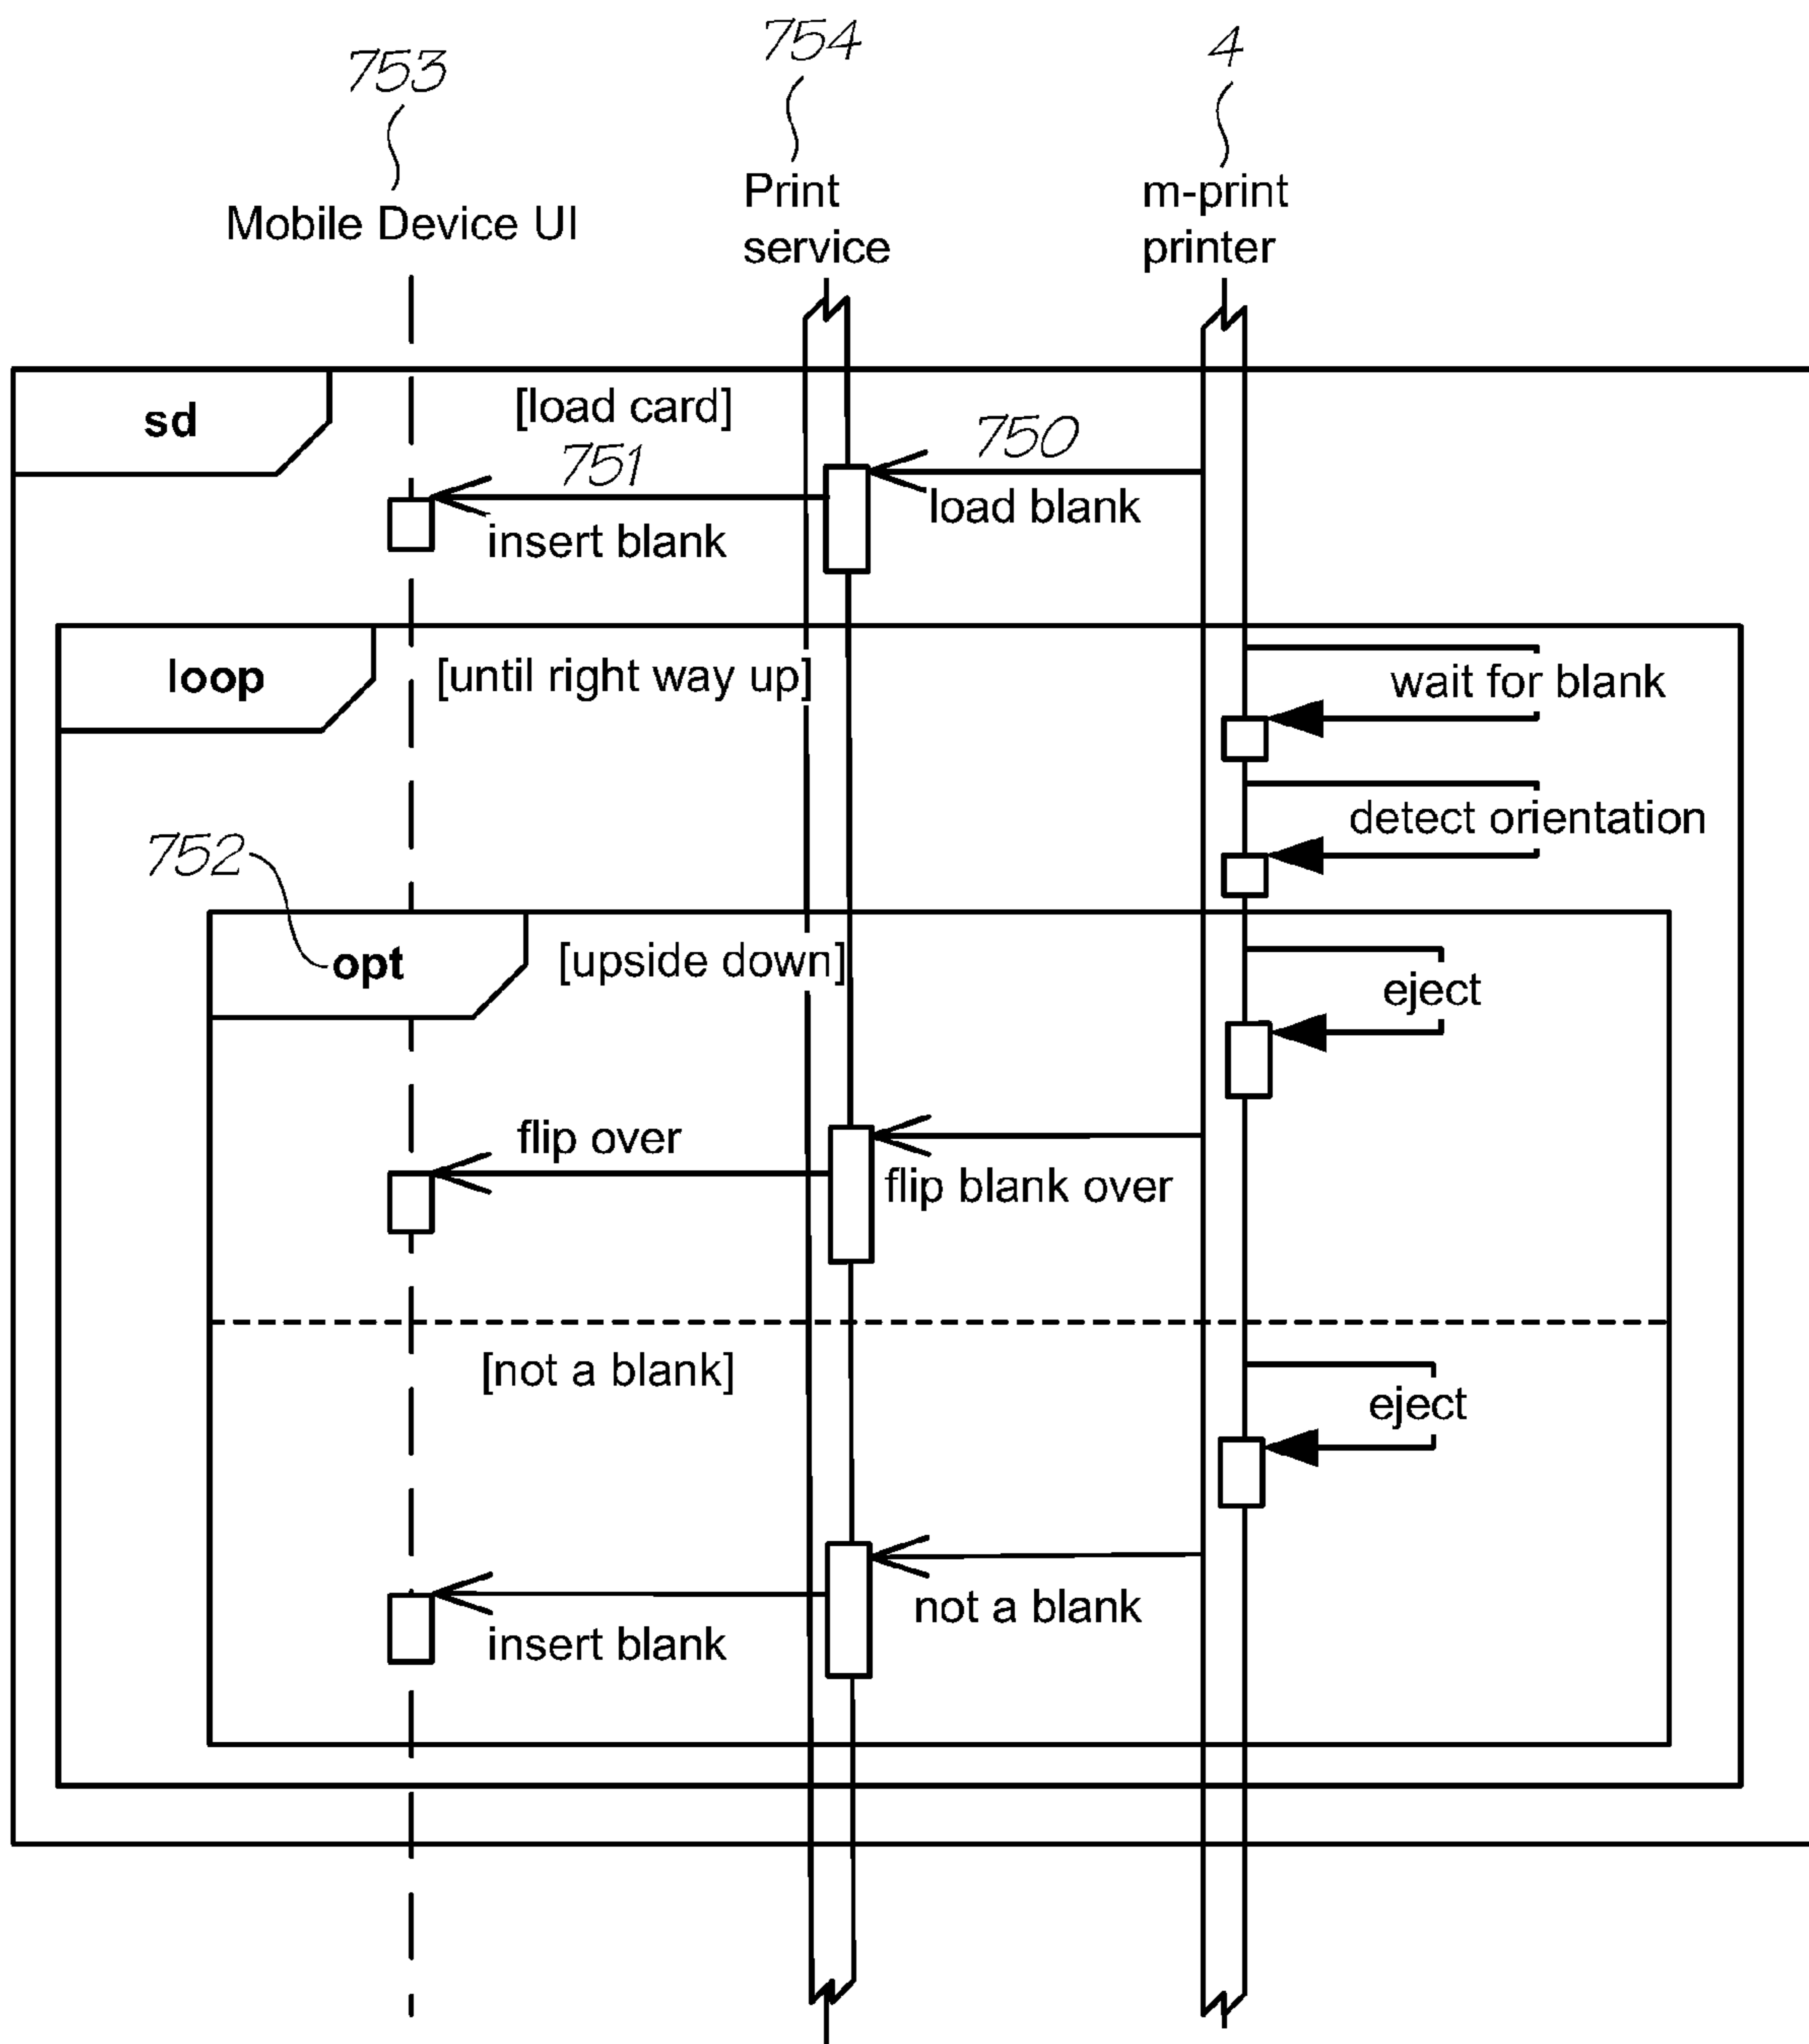 753
754
4
Mobile Device UI
Print
service
m-print
printer
sd
[load card]
751
750
insert blank
load blank
loop
[until right way up]
wait for blank
detect orientation
752
opt
[upside down]
eject
flip over
flip blank over
[not a blank]
eject
not a blank
insert blank